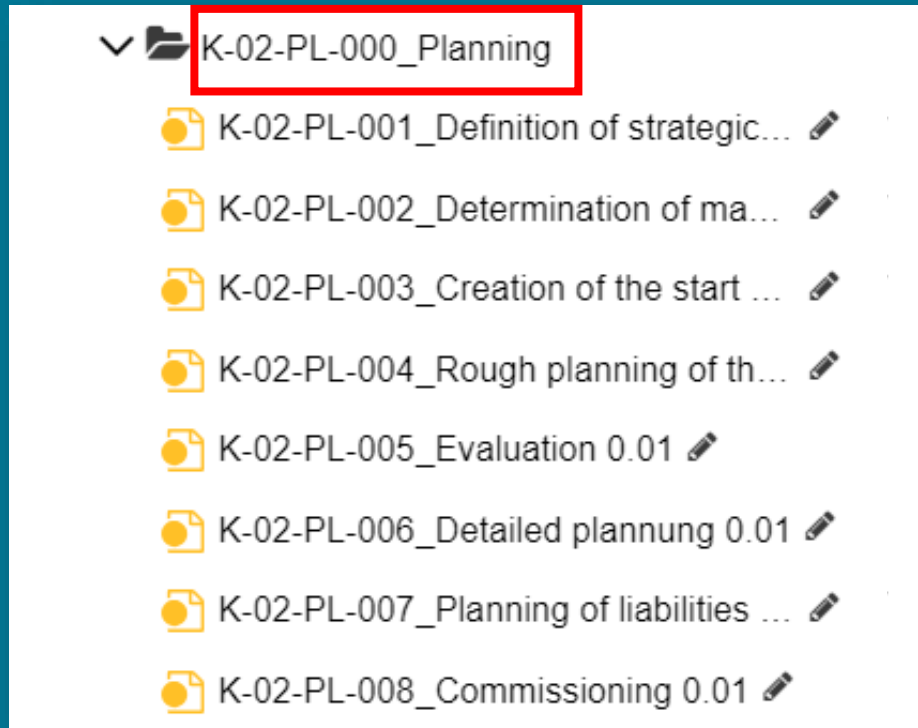 K-02-PL-000_Planning
K-02-PL-001_Definition of strategic...
K-02-PL-002_Determination of ma...
K-02-PL-003_Creation of the start ...
K-02-PL-004_Rough planning of th...
K-02-PL-005_Evaluation 0.01
K-02-PL-006_Detailed plannung 0.01
K-02-PL-007_Planning of liabilities ...
K-02-PL-008_Commissioning 0.01